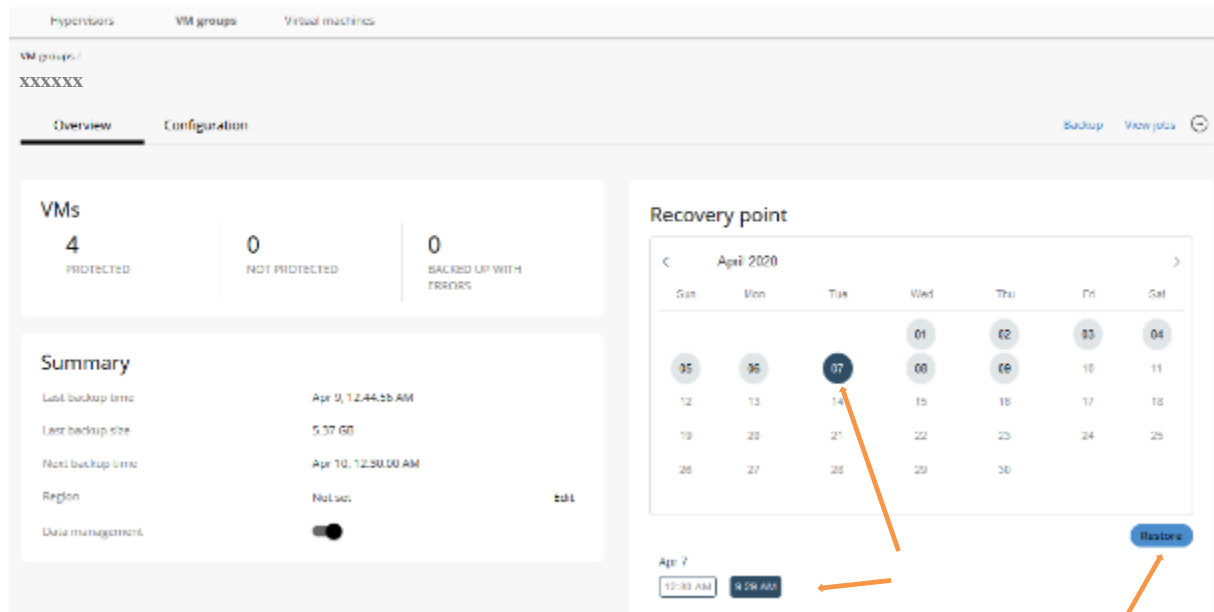 Hypervisors VM groups Virtual machines
VM groups /
xxxxxx
Overview Configuration Backup View jobs
VMs
4 0 0
PROTECTED NOT PROTECTED BACKED UP WITH ERRORS
Summary
Last backup time Apr 9, 12:44:56 AM
Last backup size 5.37 GB
Next backup time Apr 10, 12:30:00 AM
Region Not set Edit
Data management
Recovery point
< April 2020 >
Sun Mon Tue Wed Thu Fri Sat
01 02 03 04
05 06 07 08 09 10 11
12 13 14 15 16 17 18
19 20 21 22 23 24 25
26 27 28 29 30
Restore
Apr 7
12:30 AM 9:29 AM